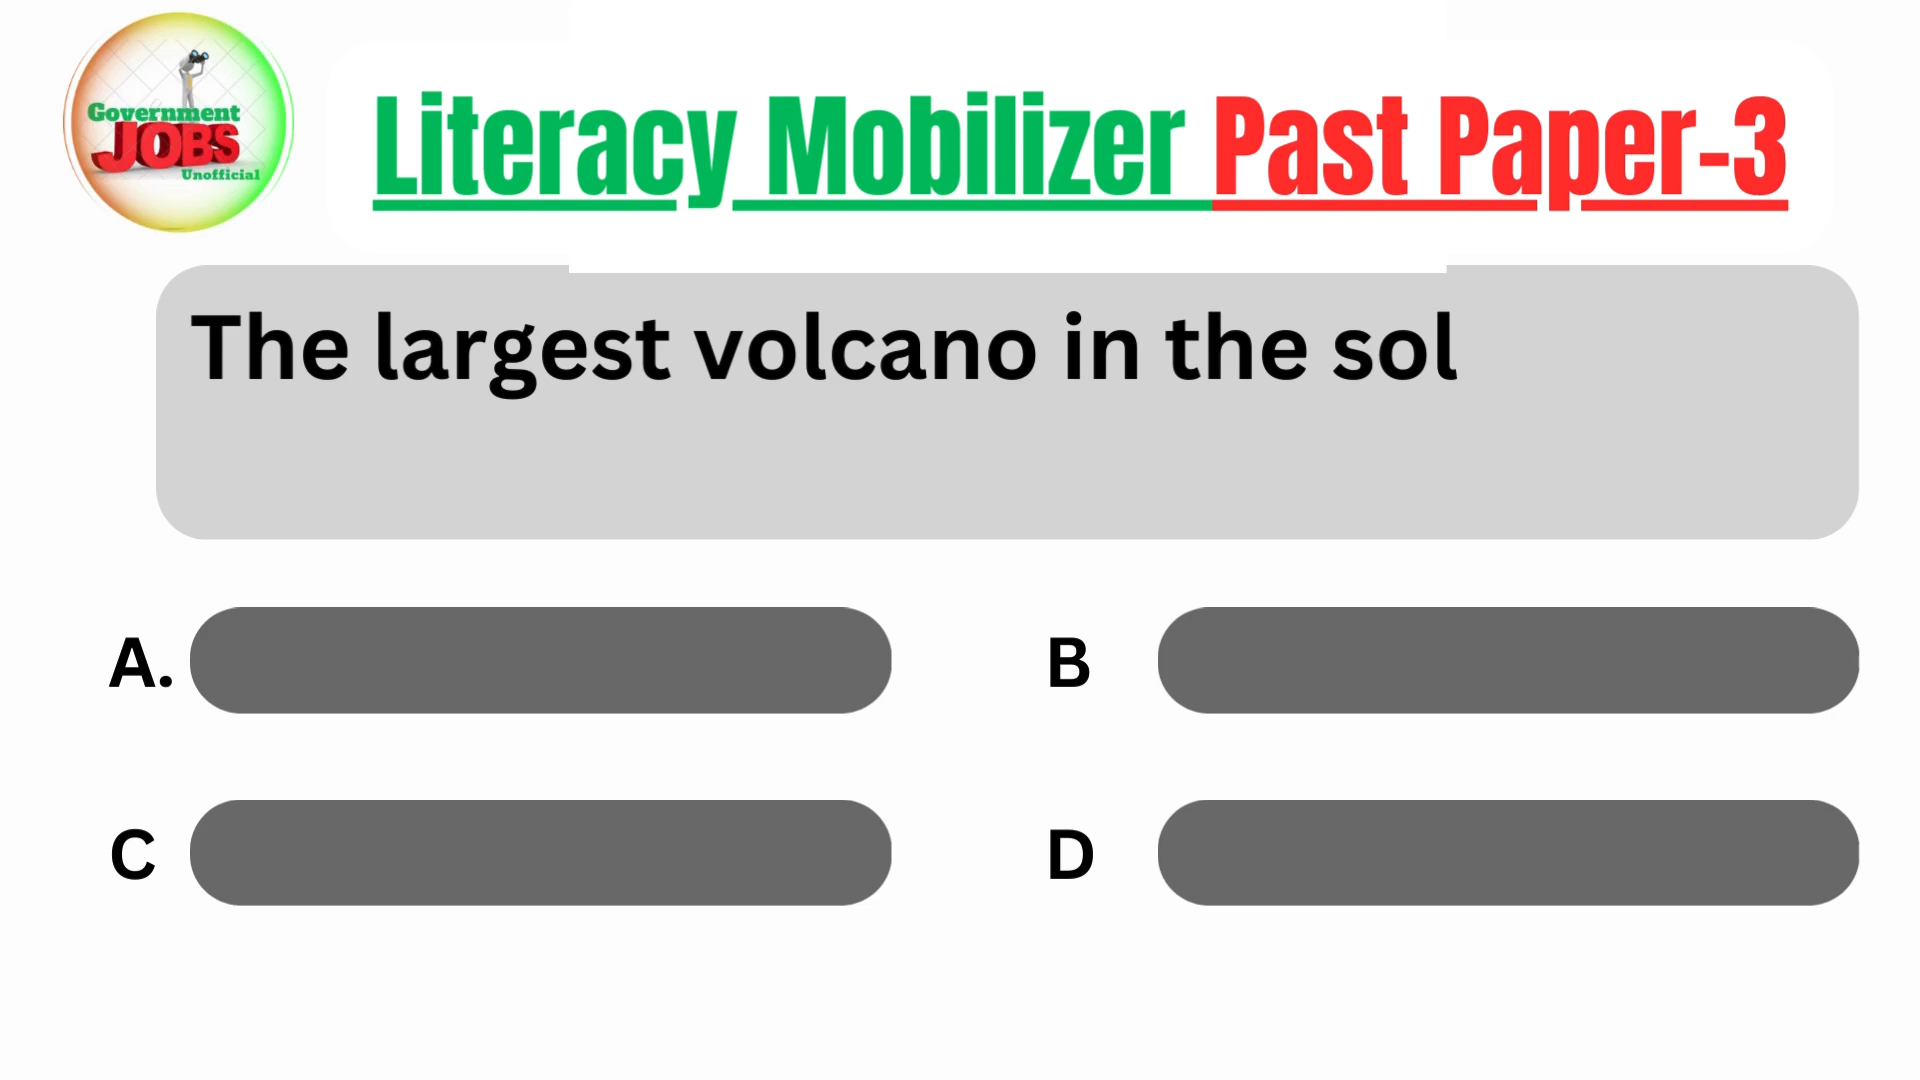 Government
JOBS
Unofficial
Literacy Mobilizer Past Paper-3
The largest volcano in the sol
A.
B
C
D